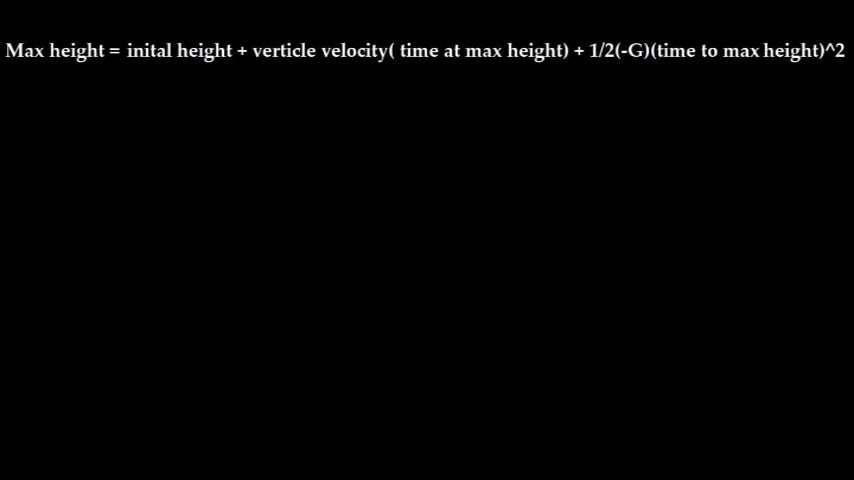 Max height = inital height + verticle velocity( time at max height) + 1/2(-G)(time to max height)^2